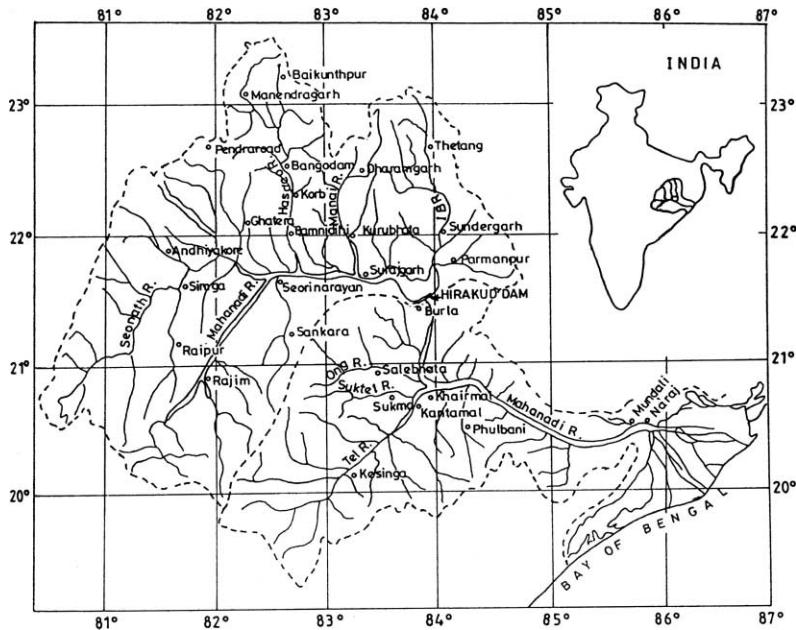 81° 82° 83° 84° 85° 86° 87°
INDIA
Baikunthpur
23° 23°
Manendragarh
Pendraroad
Thetang
Bangodam
Dharamgarh
Hasdeo R.
Korb
Manai R.
IB R.
Ghatera
Bamnidhi
Kurubhata
Sundergarh
22° 22°
Andhiyakore
Parmanpur
Surajgarh
Simga
Seorinarayan
HIRAKUD DAM
Seonath R.
Mahanadi R.
Burla
Sankara
Raipur
21° 21°
Ong R.
Salebhata
Rajim
Suktel R.
Khairmal
Mahanadi R.
Mundali
Naraj
Sukma
Kantamal
Phulbani
Tel R.
Kesinga
20° 20°
BAY OF BENGAL
81° 82° 83° 84° 85° 86° 87°